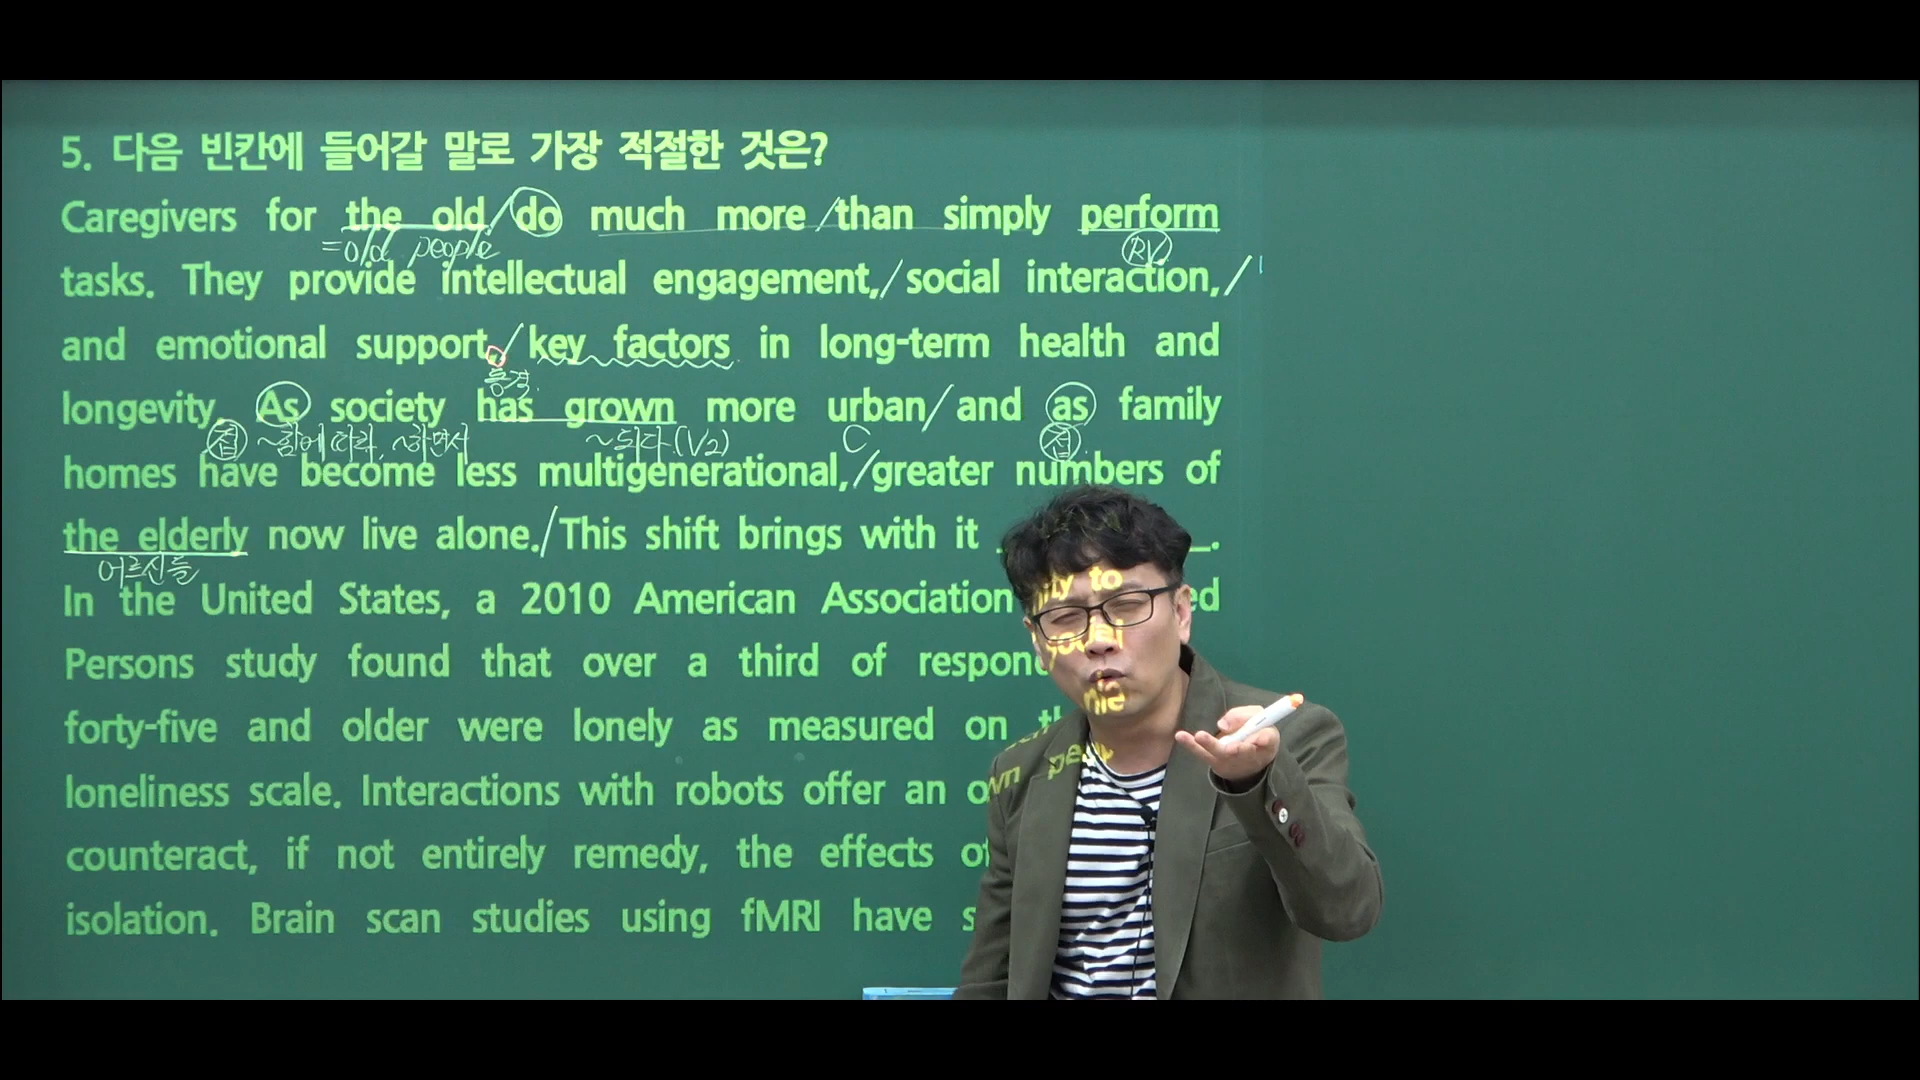 5. 다음 빈칸에 들어갈 말로 가장 적절한 것은?
Caregivers for the old / do much more / than simply perform
= old people RV
tasks. They provide intellectual engagement, / social interaction, /
and emotional support, / key factors in long-term health and
동격.
longevity. As society has grown more urban / and as family
접 ~함에 따라, ~하면서 ~되다 (V2) C 접
homes have become less multigenerational, / greater numbers of
the elderly now live alone. / This shift brings with it
어르신들
In the United States, a 2010 American Association
Persons study found that over a third of
forty-five and older were lonely as measured on
loneliness scale. Interactions with robots offer an
counteract, if not entirely remedy, the effects of
isolation. Brain scan studies using fMRI have